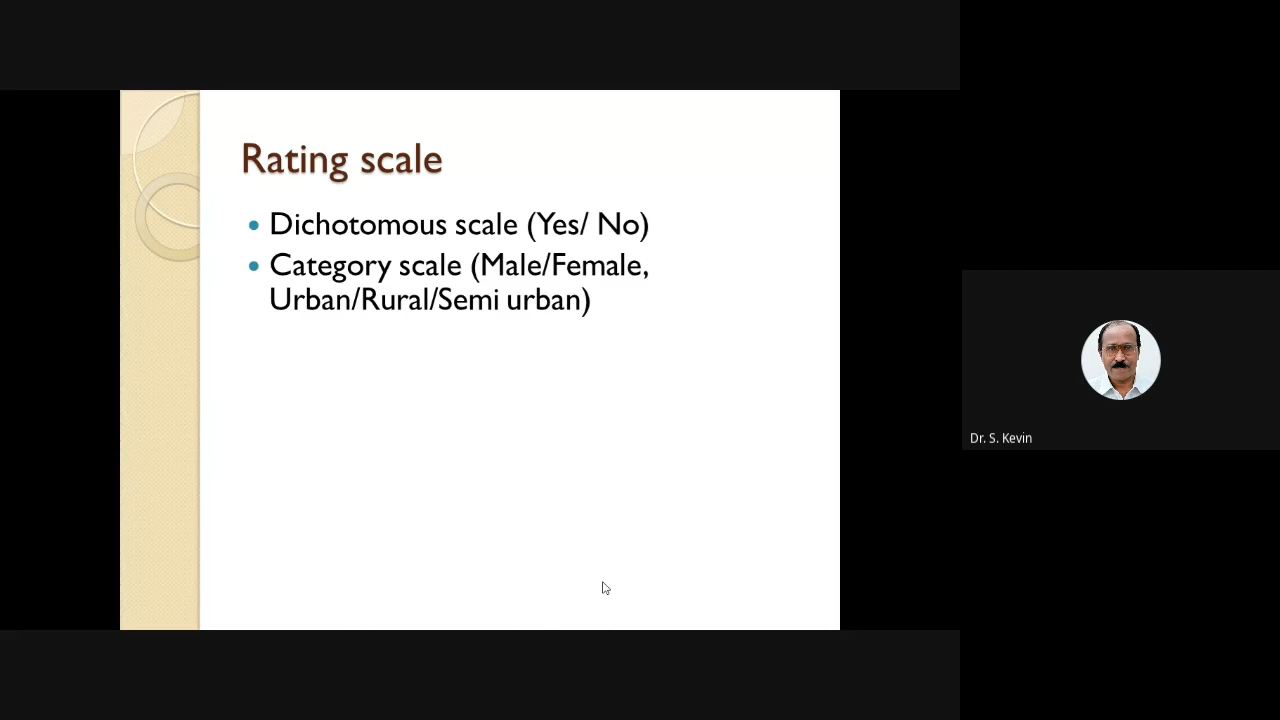 Rating scale
Dichotomous scale (Yes/ No)
Category scale (Male/Female,
Urban/Rural/Semi urban)
Dr. S. Kevin